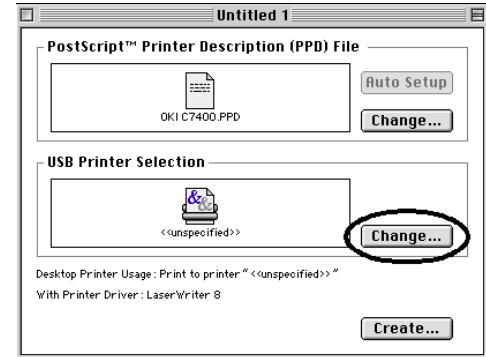 Untitled 1
PostScript™ Printer Description (PPD) File
Auto Setup
OKI C7400.PPD
Change...
USB Printer Selection
<<unspecified>>
Change...
Desktop Printer Usage : Print to printer “ <<unspecified>> ”
With Printer Driver : LaserWriter 8
Create...